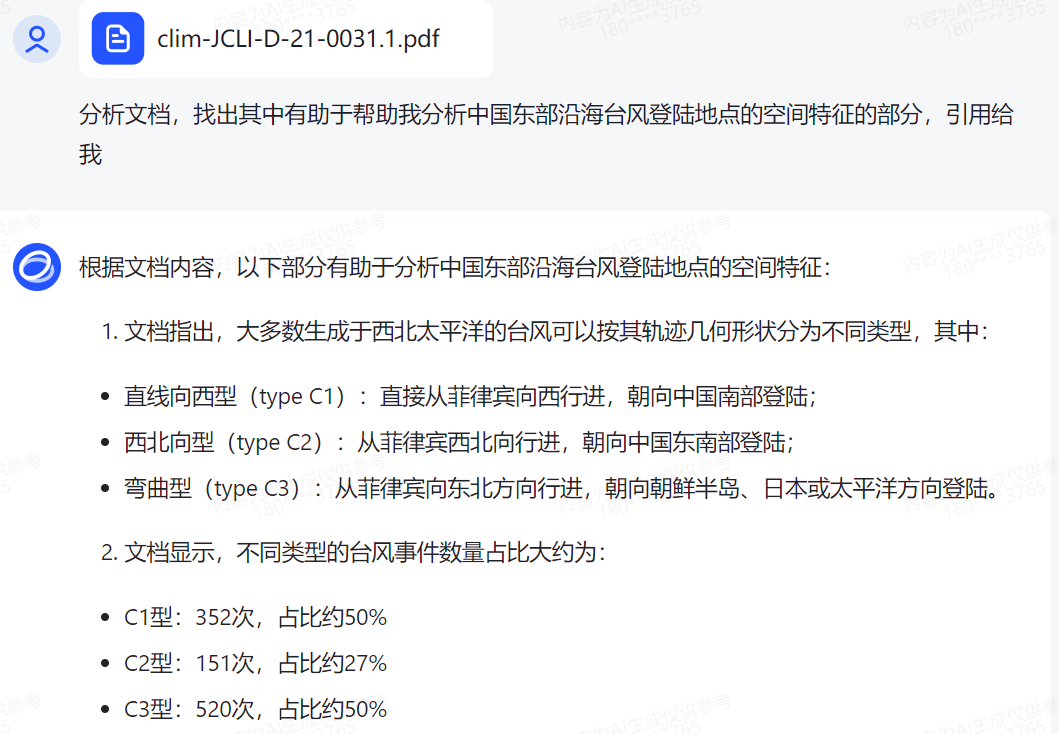 clim-JCLI-D-21-0031.1.pdf
分析文档，找出其中有助于帮助我分析中国东部沿海台风登陆地点的空间特征的部分，引用给
我
根据文档内容，以下部分有助于分析中国东部沿海台风登陆地点的空间特征：
1. 文档指出，大多数生成于西北太平洋的台风可以按其轨迹几何形状分为不同类型，其中：
• 直线向西型（type C1）：直接从菲律宾向西行进，朝向中国南部登陆；
• 西北向型（type C2）：从菲律宾西北向行进，朝向中国东南部登陆；
• 弯曲型（type C3）：从菲律宾向东北方向行进，朝向朝鲜半岛、日本或太平洋方向登陆。
2. 文档显示，不同类型的台风事件数量占比大约为：
• C1型：352次，占比约50%
• C2型：151次，占比约27%
• C3型：520次，占比约50%
内容为AI生成仅供参考
180****3765